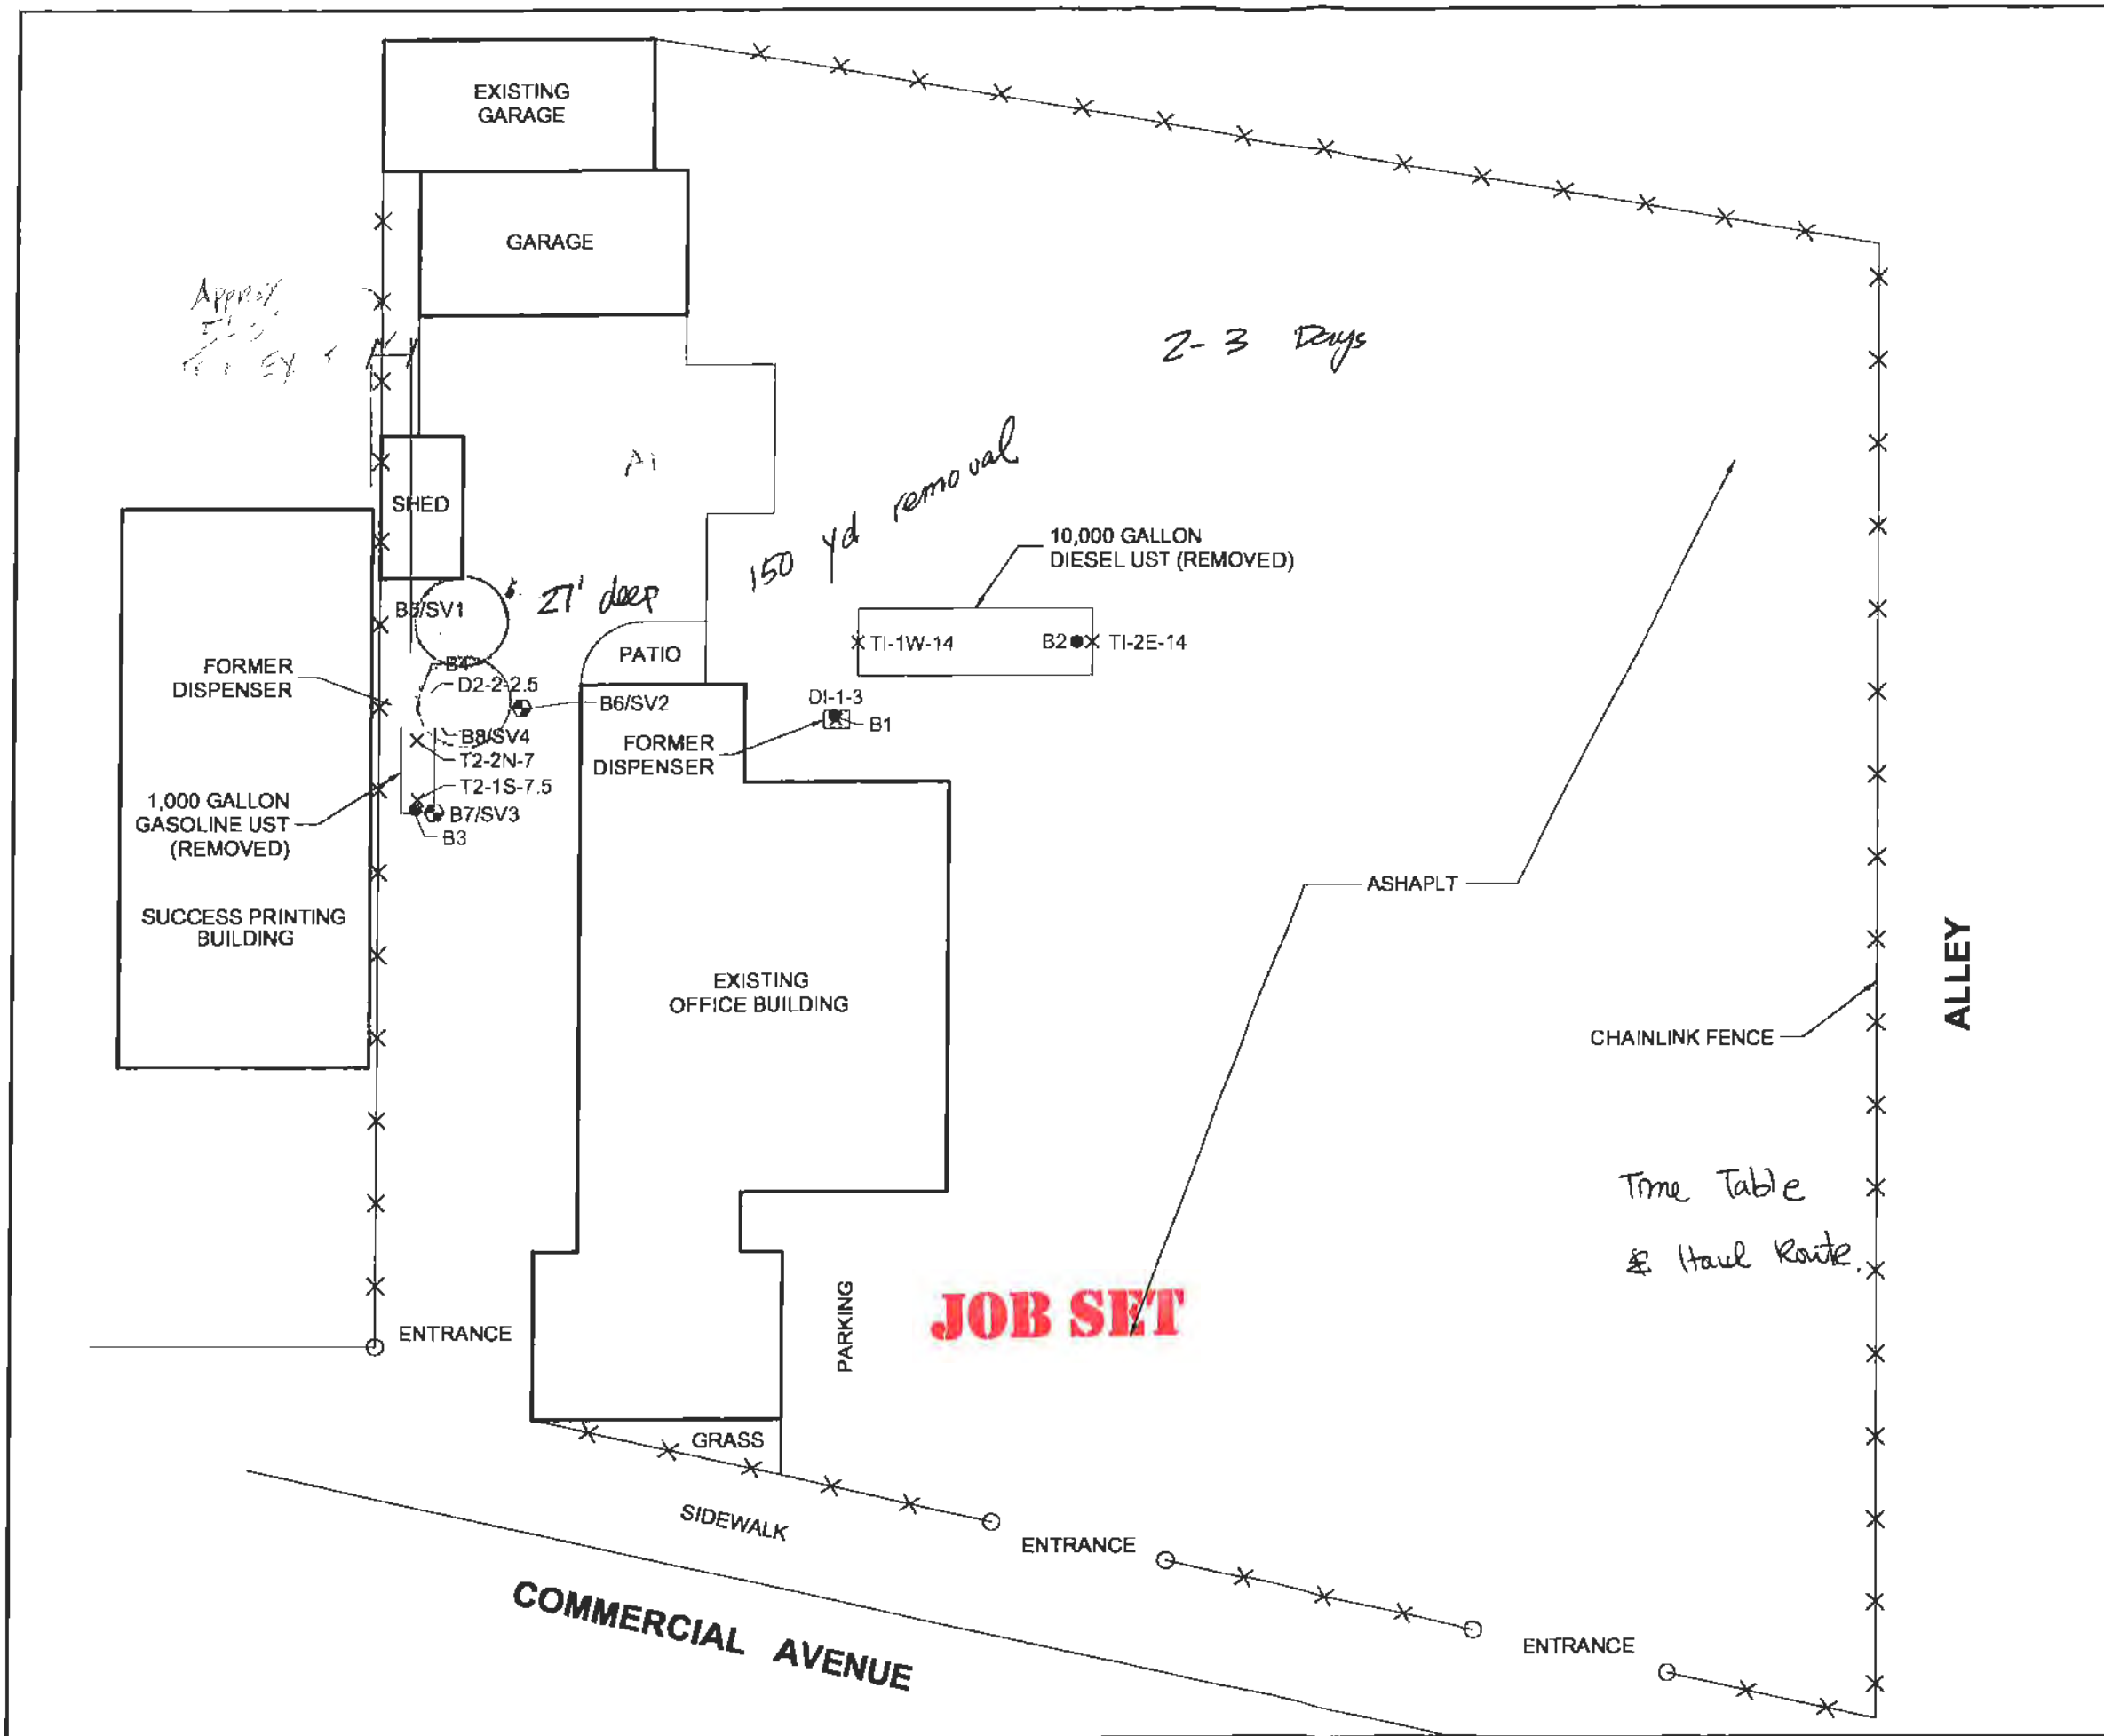 EXISTING
GARAGE
GARAGE
Approx
2-3 Days
SHED
150 yd removal
10,000 GALLON
DIESEL UST (REMOVED)
B5/SV1
27' deep
TI-1W-14
B2
TI-2E-14
PATIO
FORMER
DISPENSER
B4
D2-2-2.5
B6/SV2
DI-1-3
B1
B8/SV4
FORMER
DISPENSER
T2-2N-7
T2-1S-7.5
1,000 GALLON
GASOLINE UST
(REMOVED)
B7/SV3
B3
ASHAPLT
SUCCESS PRINTING
BUILDING
ALLEY
EXISTING
OFFICE BUILDING
CHAINLINK FENCE
Time Table
& Haul Route.
JOB SET
PARKING
ENTRANCE
GRASS
SIDEWALK
ENTRANCE
COMMERCIAL AVENUE
ENTRANCE